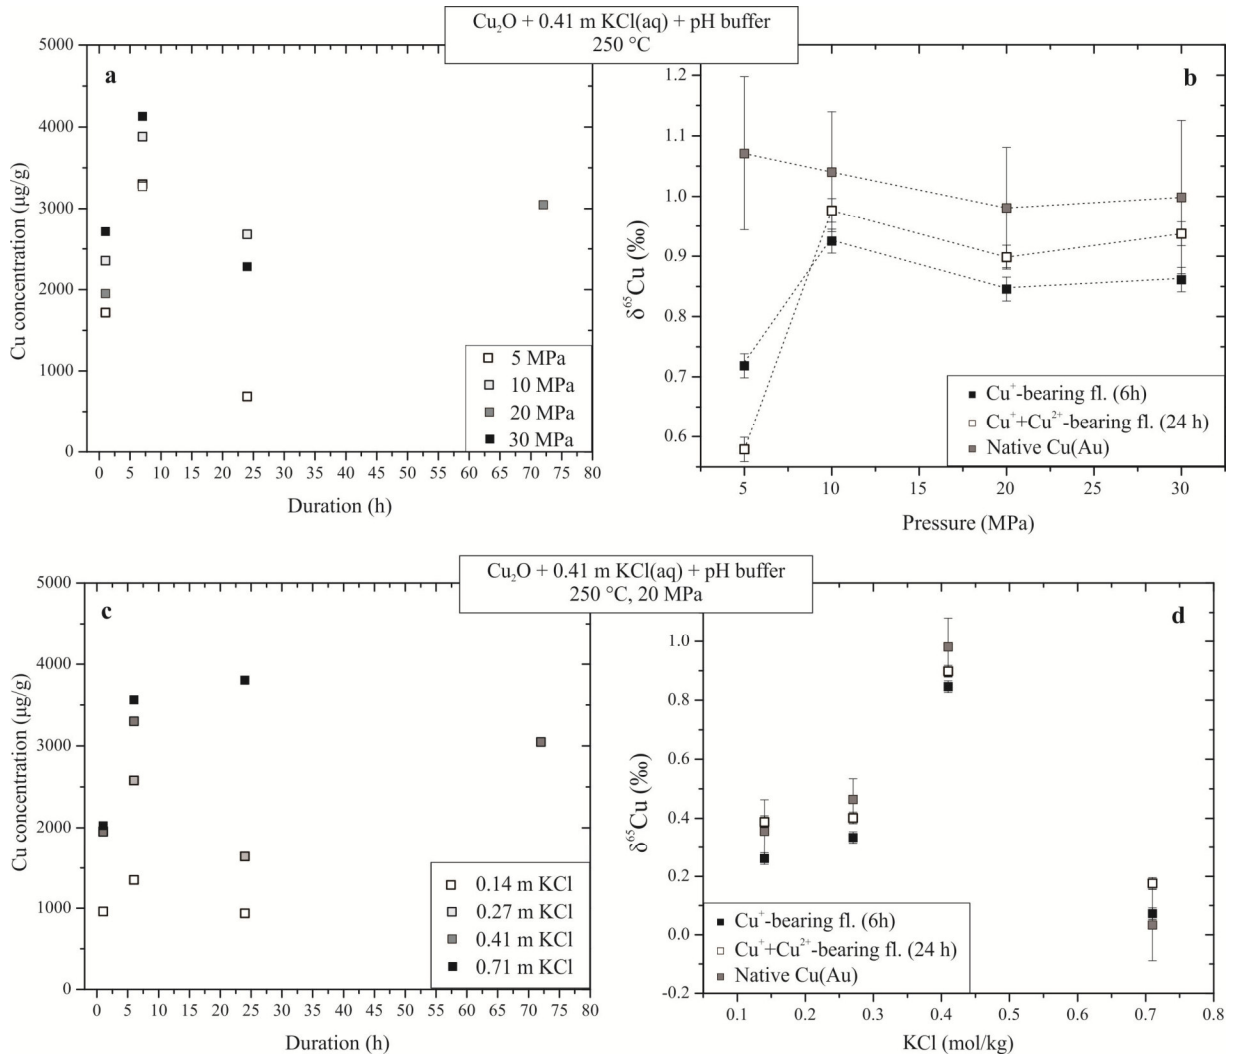 Cu₂O + 0.41 m KCl(aq) + pH buffer
250 °C
a
5000
4000
3000
2000
1000
0
Cu concentration (µg/g)
0 5 10 15 20 25 30 35 40 45 50 55 60 65 70 75 80
Duration (h)
5 MPa
10 MPa
20 MPa
30 MPa
b
1.2
1.1
1.0
0.9
0.8
0.7
0.6
δ⁶⁵Cu (‰)
5 10 15 20 25 30
Pressure (MPa)
Cu⁺-bearing fl. (6h)
Cu⁺+Cu²⁺-bearing fl. (24 h)
Native Cu(Au)
Cu₂O + 0.41 m KCl(aq) + pH buffer
250 °C, 20 MPa
c
5000
4000
3000
2000
1000
0
Cu concentration (µg/g)
0 5 10 15 20 25 30 35 40 45 50 55 60 65 70 75 80
Duration (h)
0.14 m KCl
0.27 m KCl
0.41 m KCl
0.71 m KCl
d
1.0
0.8
0.6
0.4
0.2
0.0
-0.2
δ⁶⁵Cu (‰)
0.1 0.2 0.3 0.4 0.5 0.6 0.7 0.8
KCl (mol/kg)
Cu⁺-bearing fl. (6h)
Cu⁺+Cu²⁺-bearing fl. (24 h)
Native Cu(Au)